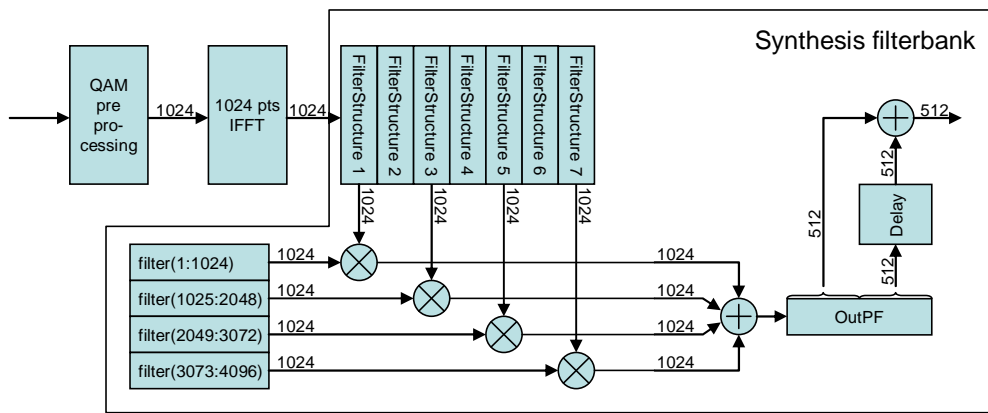 Synthesis filterbank
QAM
pre
pro-
cessing
1024
1024 pts
IFFT
1024
FilterStructure 1
FilterStructure 2
FilterStructure 3
FilterStructure 4
FilterStructure 5
FilterStructure 6
FilterStructure 7
1024
1024
1024
1024
filter(1:1024)
1024
1024
filter(1025:2048)
1024
1024
filter(2049:3072)
1024
1024
filter(3073:4096)
1024
1024
OutPF
512
512
Delay
512
512